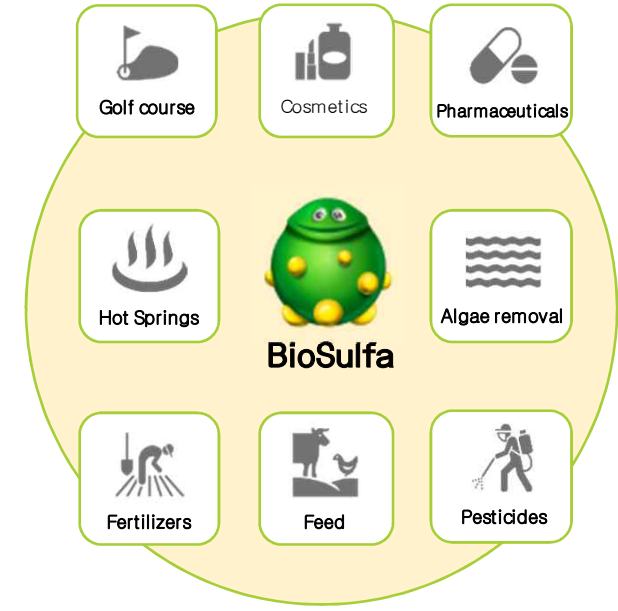 Golf course
Cosmetics
Pharmaceuticals
Hot Springs
BioSulfa
Algae removal
Fertilizers
Feed
Pesticides